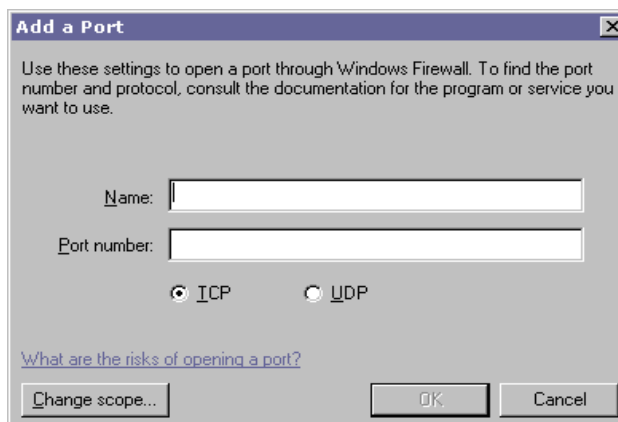 Add a Port
Use these settings to open a port through Windows Firewall. To find the port
number and protocol, consult the documentation for the program or service you
want to use.
Name:
Port number:
TCP UDP
What are the risks of opening a port?
Change scope... OK Cancel